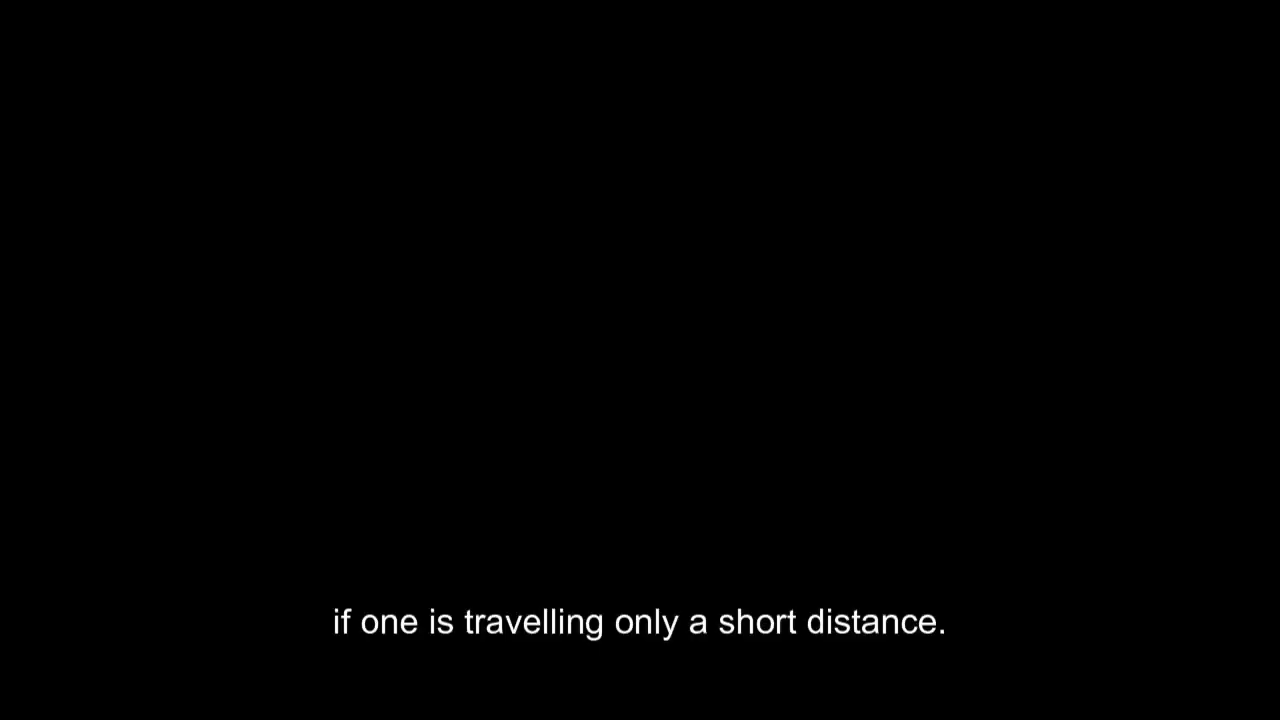 if one is travelling only a short distance.